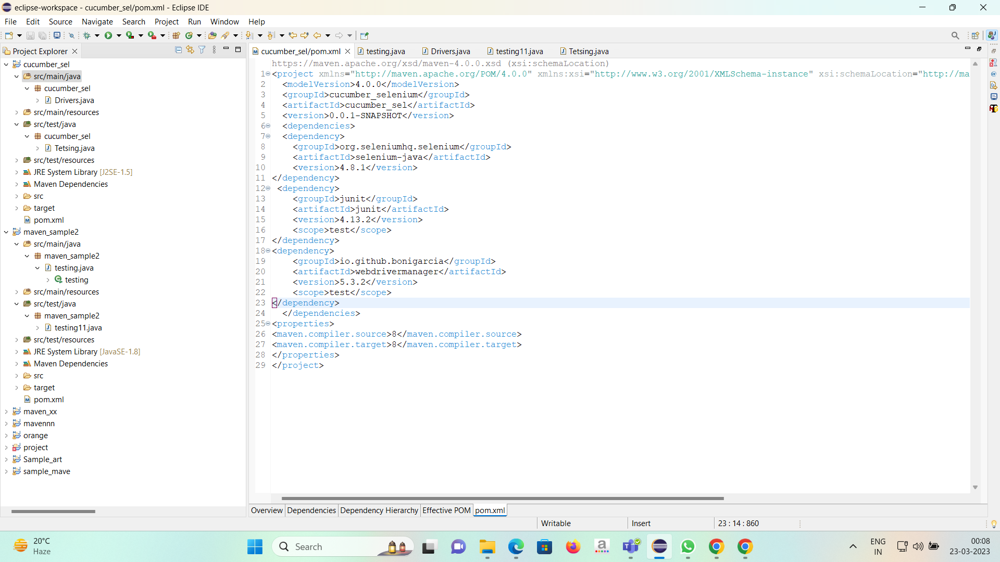 eclipse-workspace - cucumber_sel/pom.xml - Eclipse IDE
File Edit Source Navigate Search Project Run Window Help
Project Explorer
cucumber_sel
src/main/java
cucumber_sel
Drivers.java
src/main/resources
src/test/java
cucumber_sel
Tetsing.java
src/test/resources
JRE System Library [J2SE-1.5]
Maven Dependencies
src
target
pom.xml
maven_sample2
src/main/java
maven_sample2
testing.java
testing
src/main/resources
src/test/java
maven_sample2
testing11.java
src/test/resources
JRE System Library [JavaSE-1.8]
Maven Dependencies
src
target
pom.xml
maven_xx
mavennn
orange
project
Sample_art
sample_mave
cucumber_sel/pom.xml testing.java Drivers.java testing11.java Tetsing.java
https://maven.apache.org/xsd/maven-4.0.0.xsd (xsi:schemaLocation)
1 <project xmlns="http://maven.apache.org/POM/4.0.0" xmlns:xsi="http://www.w3.org/2001/XMLSchema-instance" xsi:schemaLocation="http://ma
2 <modelVersion>4.0.0</modelVersion>
3 <groupId>cucumber_selenium</groupId>
4 <artifactId>cucumber_sel</artifactId>
5 <version>0.0.1-SNAPSHOT</version>
6 <dependencies>
7 <dependency>
8 <groupId>org.seleniumhq.selenium</groupId>
9 <artifactId>selenium-java</artifactId>
10 <version>4.8.1</version>
11 </dependency>
12 <dependency>
13 <groupId>junit</groupId>
14 <artifactId>junit</artifactId>
15 <version>4.13.2</version>
16 <scope>test</scope>
17 </dependency>
18 <dependency>
19 <groupId>io.github.bonigarcia</groupId>
20 <artifactId>webdrivermanager</artifactId>
21 <version>5.3.2</version>
22 <scope>test</scope>
23 </dependency>
24 </dependencies>
25 <properties>
26 <maven.compiler.source>8</maven.compiler.source>
27 <maven.compiler.target>8</maven.compiler.target>
28 </properties>
29 </project>
Overview Dependencies Dependency Hierarchy Effective POM pom.xml
Writable Insert 23 : 14 : 860
20°C
Haze
Search
ENG
IN
00:08
23-03-2023